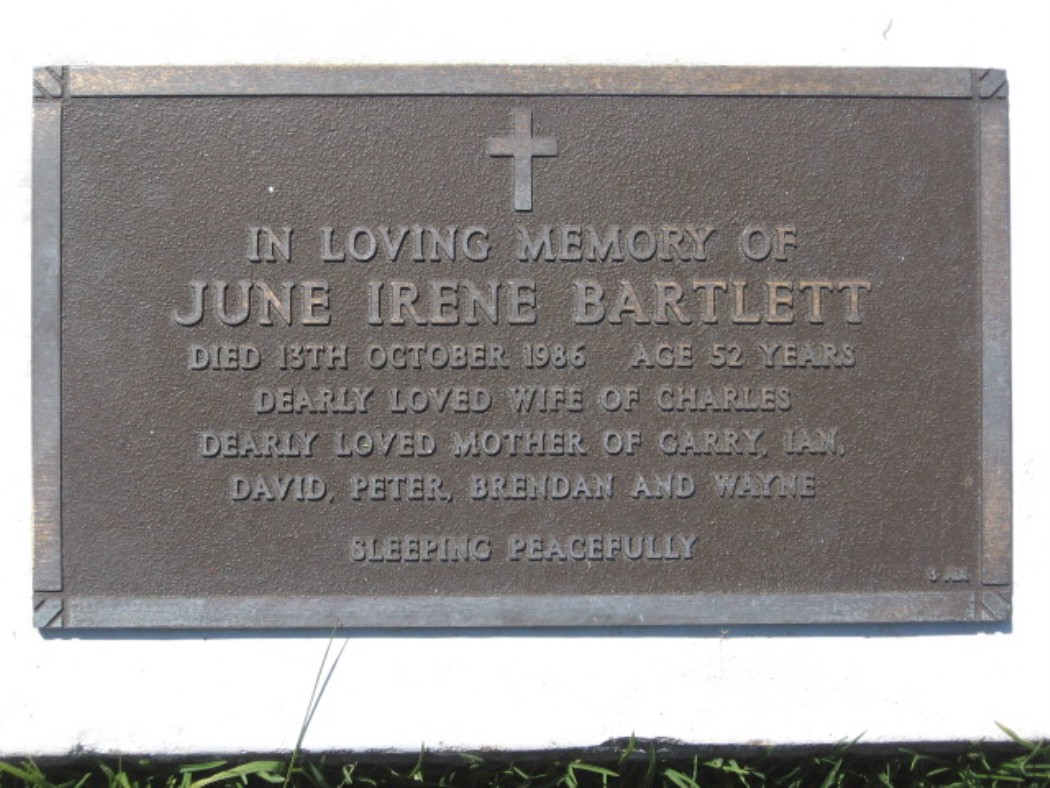 IN LOVING MEMORY OF
JUNE IRENE BARTLETT
DIED 13TH OCTOBER 1986 AGE 52 YEARS
DEARLY LOVED WIFE OF CHARLES
DEARLY LOVED MOTHER OF GARRY, IAN,
DAVID, PETER, BRENDAN AND WAYNE
SLEEPING PEACEFULLY